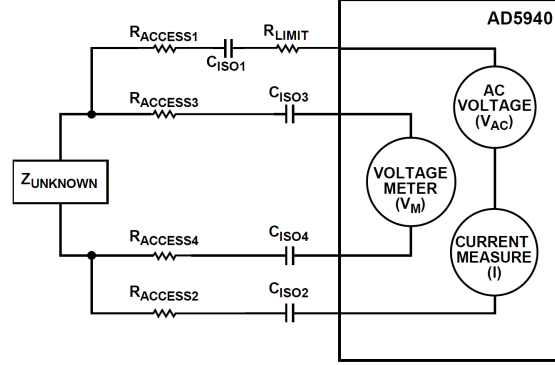 AD5940
RACCESS1
CISO1
RLIMIT
AC
VOLTAGE
(VAC)
RACCESS3
CISO3
VOLTAGE
METER
(VM)
ZUNKNOWN
RACCESS4
CISO4
CURRENT
MEASURE
(I)
RACCESS2
CISO2